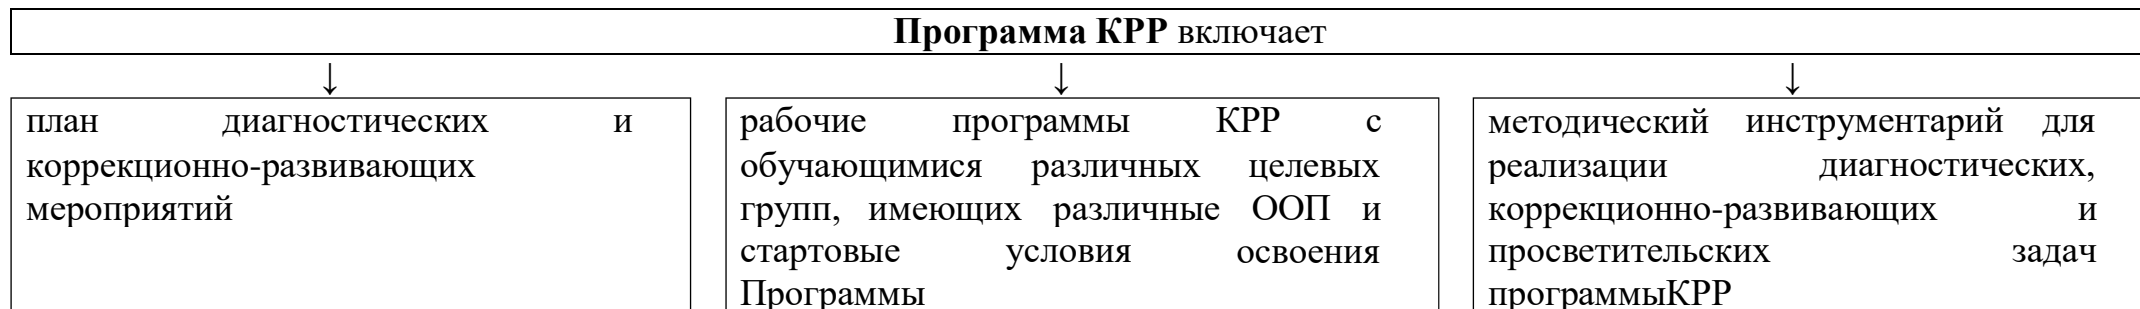 Программа КРР включает
↓ ↓ ↓
план диагностических и
коррекционно-развивающих
мероприятий
рабочие программы КРР с
обучающимися различных целевых
групп, имеющих различные ООП и
стартовые условия освоения
Программы
методический инструментарий для
реализации диагностических,
коррекционно-развивающих и
просветительских задач
программыКРР